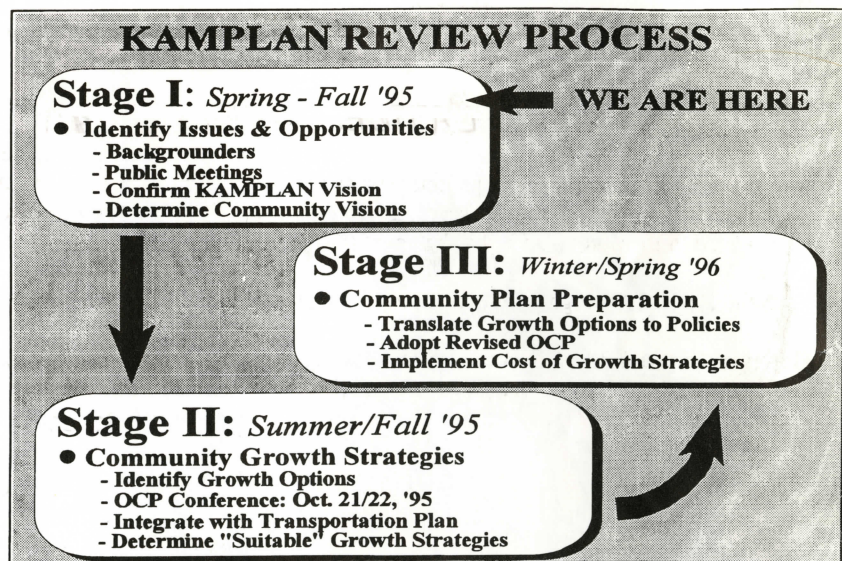 KAMPLAN REVIEW PROCESS
Stage I: Spring - Fall '95
WE ARE HERE
● Identify Issues & Opportunities
- Backgrounders
- Public Meetings
- Confirm KAMPLAN Vision
- Determine Community Visions
Stage II: Summer/Fall '95
● Community Growth Strategies
- Identify Growth Options
- OCP Conference: Oct. 21/22, '95
- Integrate with Transportation Plan
- Determine "Suitable" Growth Strategies
Stage III: Winter/Spring '96
● Community Plan Preparation
- Translate Growth Options to Policies
- Adopt Revised OCP
- Implement Cost of Growth Strategies